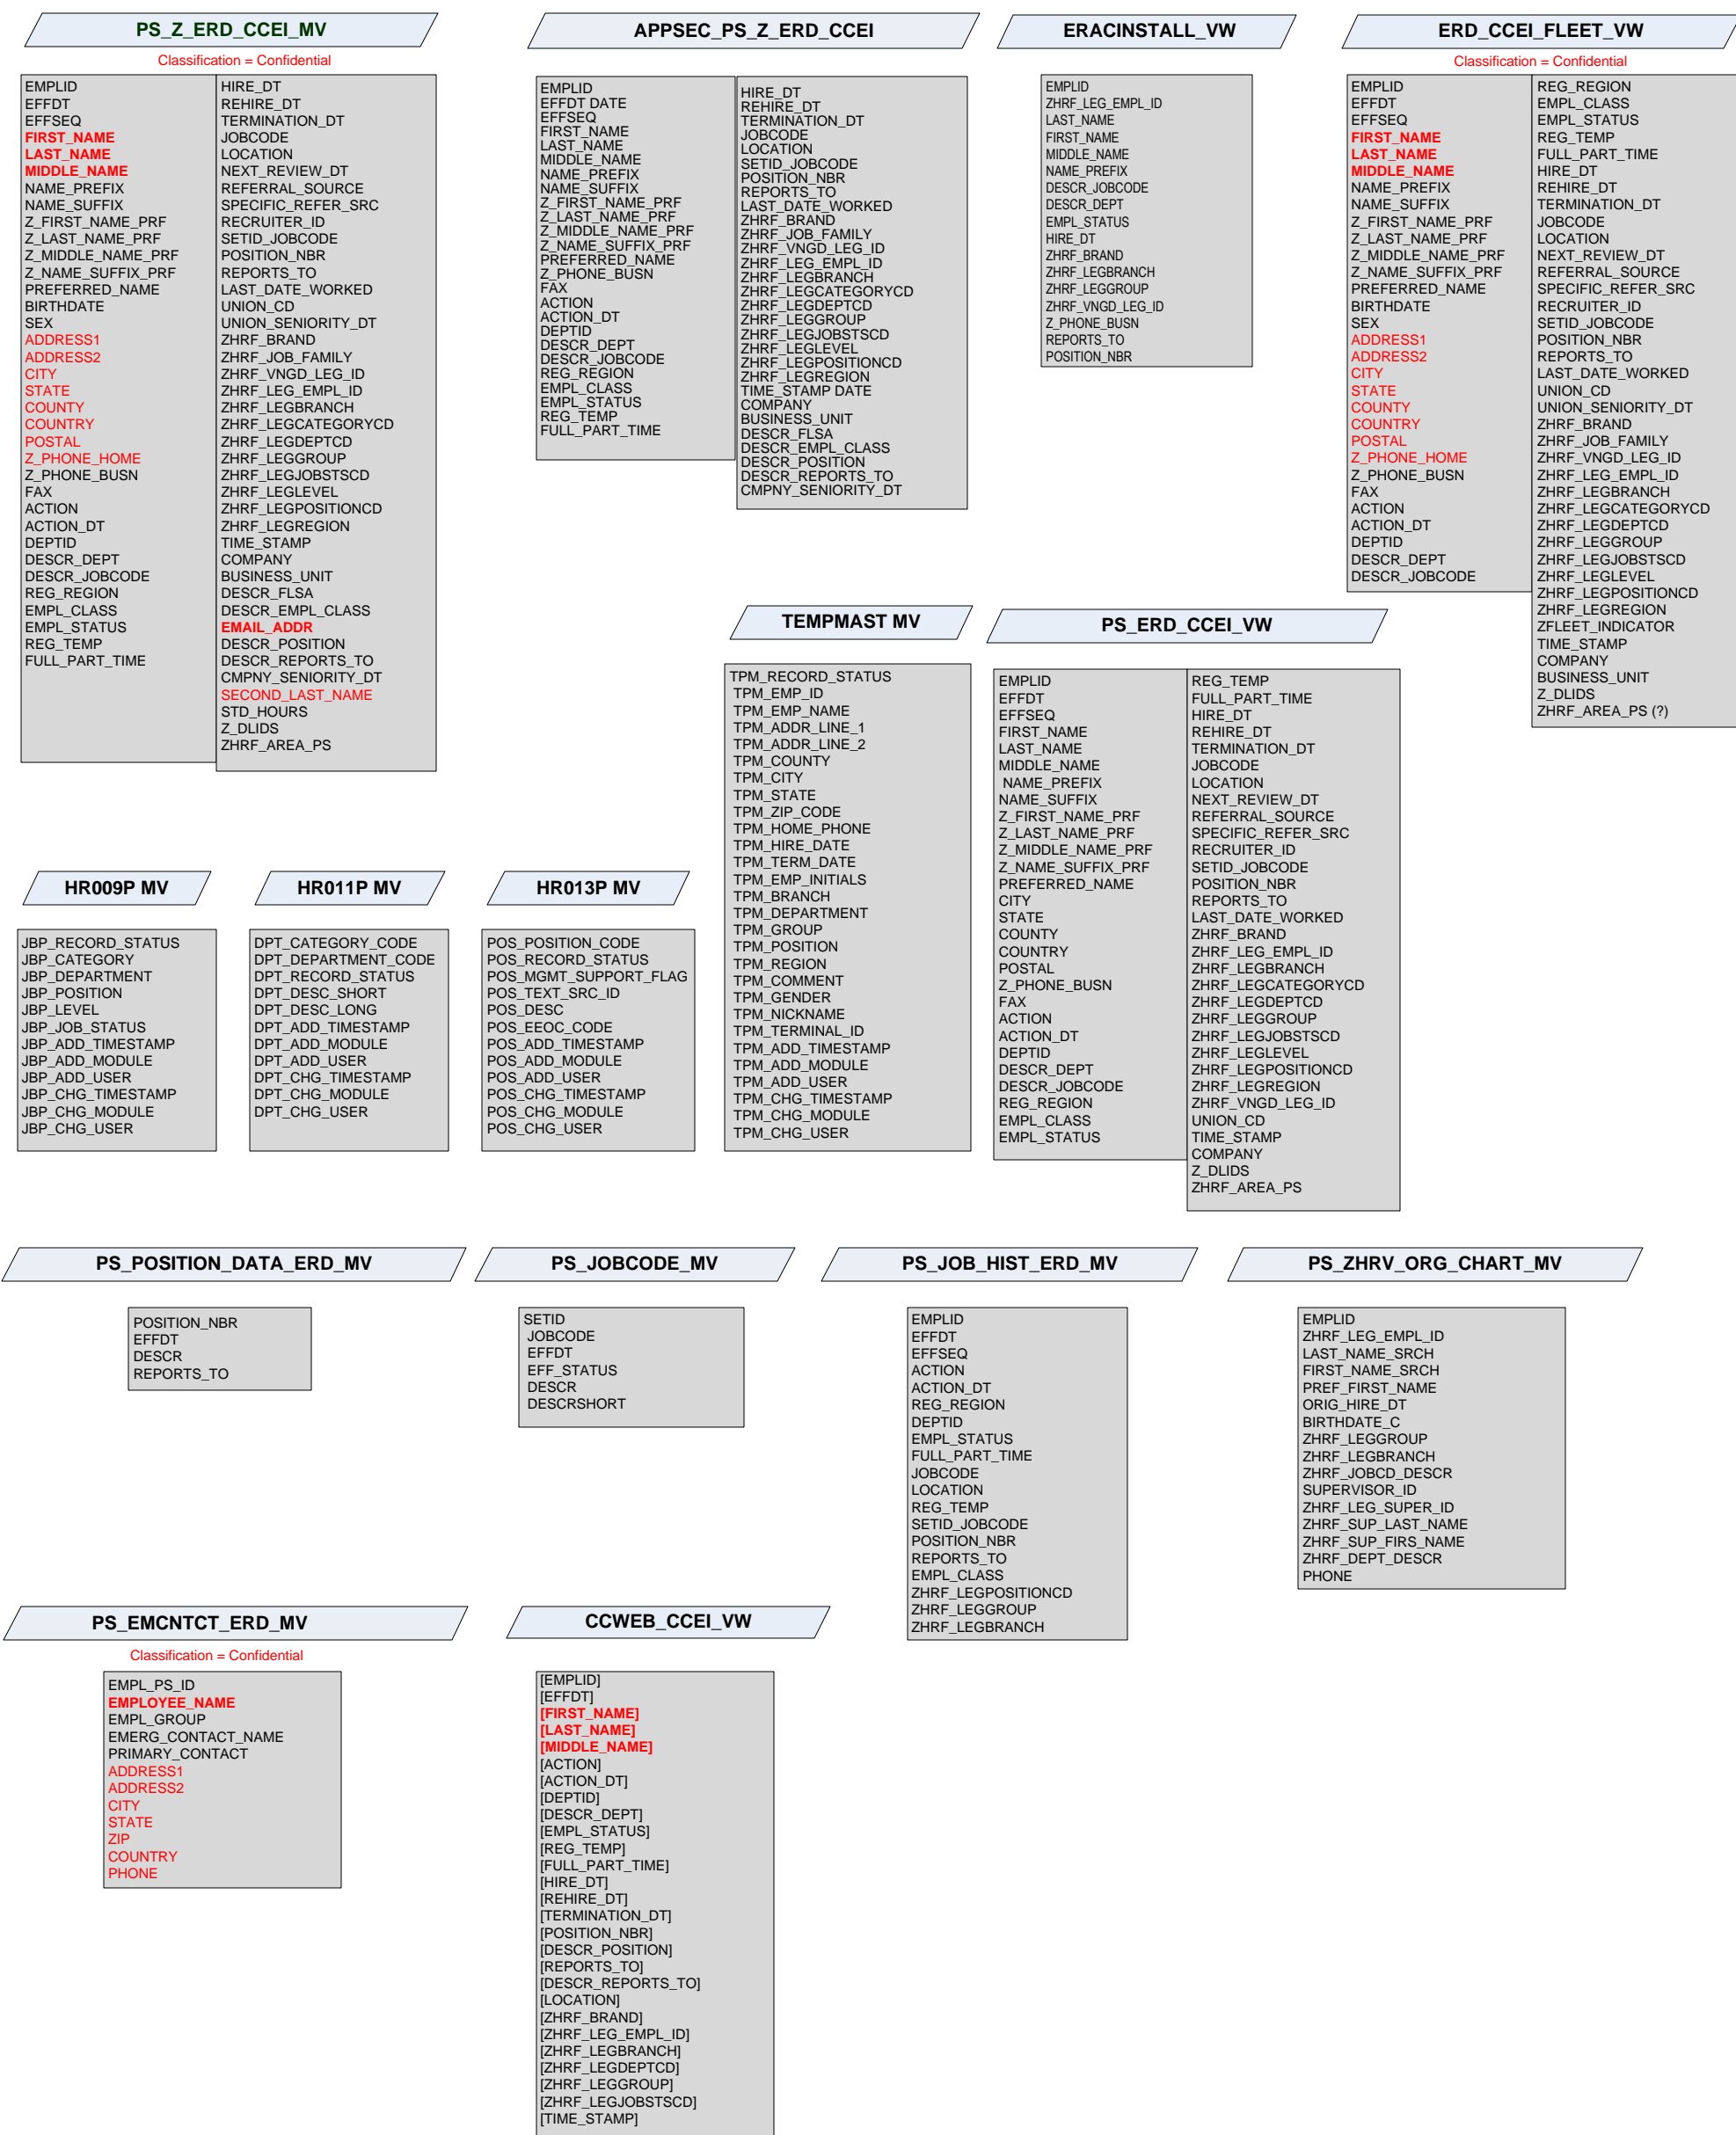 PS_Z_ERD_CCEI_MV
Classification = Confidential
EMPLID
EFFDT
EFFSEQ
FIRST_NAME
LAST_NAME
MIDDLE_NAME
NAME_PREFIX
NAME_SUFFIX
Z_FIRST_NAME_PRF
Z_LAST_NAME_PRF
Z_MIDDLE_NAME_PRF
Z_NAME_SUFFIX_PRF
PREFERRED_NAME
BIRTHDATE
SEX
ADDRESS1
ADDRESS2
CITY
STATE
COUNTY
COUNTRY
POSTAL
Z_PHONE_HOME
Z_PHONE_BUSN
FAX
ACTION
ACTION_DT
DEPTID
DESCR_DEPT
DESCR_JOBCODE
REG_REGION
EMPL_CLASS
EMPL_STATUS
REG_TEMP
FULL_PART_TIME
HIRE_DT
REHIRE_DT
TERMINATION_DT
JOBCODE
LOCATION
NEXT_REVIEW_DT
REFERRAL_SOURCE
SPECIFIC_REFER_SRC
RECRUITER_ID
SETID_JOBCODE
POSITION_NBR
REPORTS_TO
LAST_DATE_WORKED
UNION_CD
UNION_SENIORITY_DT
ZHRF_BRAND
ZHRF_JOB_FAMILY
ZHRF_VNGD_LEG_ID
ZHRF_LEG_EMPL_ID
ZHRF_LEGBRANCH
ZHRF_LEGCATEGORYCD
ZHRF_LEGDEPTCD
ZHRF_LEGGROUP
ZHRF_LEGJOBSTSCD
ZHRF_LEGLEVEL
ZHRF_LEGPOSITIONCD
ZHRF_LEGREGION
TIME_STAMP
COMPANY
BUSINESS_UNIT
DESCR_FLSA
DESCR_EMPL_CLASS
EMAIL_ADDR
DESCR_POSITION
DESCR_REPORTS_TO
CMPNY_SENIORITY_DT
SECOND_LAST_NAME
STD_HOURS
Z_DLIDS
ZHRF_AREA_PS
APPSEC_PS_Z_ERD_CCEI
EMPLID
EFFDT DATE
EFFSEQ
FIRST_NAME
LAST_NAME
MIDDLE_NAME
NAME_PREFIX
NAME_SUFFIX
Z_FIRST_NAME_PRF
Z_LAST_NAME_PRF
Z_MIDDLE_NAME_PRF
Z_NAME_SUFFIX_PRF
PREFERRED_NAME
Z_PHONE_BUSN
FAX
ACTION
ACTION_DT
DEPTID
DESCR_DEPT
DESCR_JOBCODE
REG_REGION
EMPL_CLASS
EMPL_STATUS
REG_TEMP
FULL_PART_TIME
HIRE_DT
REHIRE_DT
TERMINATION_DT
JOBCODE
LOCATION
SETID_JOBCODE
POSITION_NBR
REPORTS_TO
LAST_DATE_WORKED
ZHRF_BRAND
ZHRF_JOB_FAMILY
ZHRF_VNGD_LEG_ID
ZHRF_LEG_EMPL_ID
ZHRF_LEGBRANCH
ZHRF_LEGCATEGORYCD
ZHRF_LEGDEPTCD
ZHRF_LEGGROUP
ZHRF_LEGJOBSTSCD
ZHRF_LEGLEVEL
ZHRF_LEGPOSITIONCD
ZHRF_LEGREGION
TIME_STAMP DATE
COMPANY
BUSINESS_UNIT
DESCR_FLSA
DESCR_EMPL_CLASS
DESCR_POSITION
DESCR_REPORTS_TO
CMPNY_SENIORITY_DT
ERACINSTALL_VW
EMPLID
ZHRF_LEG_EMPL_ID
LAST_NAME
FIRST_NAME
MIDDLE_NAME
NAME_PREFIX
DESCR_JOBCODE
DESCR_DEPT
EMPL_STATUS
HIRE_DT
ZHRF_BRAND
ZHRF_LEGBRANCH
ZHRF_LEGGROUP
ZHRF_VNGD_LEG_ID
Z_PHONE_BUSN
REPORTS_TO
POSITION_NBR
ERD_CCEI_FLEET_VW
Classification = Confidential
EMPLID
EFFDT
EFFSEQ
FIRST_NAME
LAST_NAME
MIDDLE_NAME
NAME_PREFIX
NAME_SUFFIX
Z_FIRST_NAME_PRF
Z_LAST_NAME_PRF
Z_MIDDLE_NAME_PRF
Z_NAME_SUFFIX_PRF
PREFERRED_NAME
BIRTHDATE
SEX
ADDRESS1
ADDRESS2
CITY
STATE
COUNTY
COUNTRY
POSTAL
Z_PHONE_HOME
Z_PHONE_BUSN
FAX
ACTION
ACTION_DT
DEPTID
DESCR_DEPT
DESCR_JOBCODE
REG_REGION
EMPL_CLASS
EMPL_STATUS
REG_TEMP
FULL_PART_TIME
HIRE_DT
REHIRE_DT
TERMINATION_DT
JOBCODE
LOCATION
NEXT_REVIEW_DT
REFERRAL_SOURCE
SPECIFIC_REFER_SRC
RECRUITER_ID
SETID_JOBCODE
POSITION_NBR
REPORTS_TO
LAST_DATE_WORKED
UNION_CD
UNION_SENIORITY_DT
ZHRF_BRAND
ZHRF_JOB_FAMILY
ZHRF_VNGD_LEG_ID
ZHRF_LEG_EMPL_ID
ZHRF_LEGBRANCH
ZHRF_LEGCATEGORYCD
ZHRF_LEGDEPTCD
ZHRF_LEGGROUP
ZHRF_LEGJOBSTSCD
ZHRF_LEGLEVEL
ZHRF_LEGPOSITIONCD
ZHRF_LEGREGION
ZFLEET_INDICATOR
TIME_STAMP
COMPANY
BUSINESS_UNIT
Z_DLIDS
ZHRF_AREA_PS (?)
HR009P MV
JBP_RECORD_STATUS
JBP_CATEGORY
JBP_DEPARTMENT
JBP_POSITION
JBP_LEVEL
JBP_JOB_STATUS
JBP_ADD_TIMESTAMP
JBP_ADD_MODULE
JBP_ADD_USER
JBP_CHG_TIMESTAMP
JBP_CHG_MODULE
JBP_CHG_USER
HR011P MV
DPT_CATEGORY_CODE
DPT_DEPARTMENT_CODE
DPT_RECORD_STATUS
DPT_DESC_SHORT
DPT_DESC_LONG
DPT_ADD_TIMESTAMP
DPT_ADD_MODULE
DPT_ADD_USER
DPT_CHG_TIMESTAMP
DPT_CHG_MODULE
DPT_CHG_USER
HR013P MV
POS_POSITION_CODE
POS_RECORD_STATUS
POS_MGMT_SUPPORT_FLAG
POS_TEXT_SRC_ID
POS_DESC
POS_EEOC_CODE
POS_ADD_TIMESTAMP
POS_ADD_MODULE
POS_ADD_USER
POS_CHG_TIMESTAMP
POS_CHG_MODULE
POS_CHG_USER
TEMPMAST MV
TPM_RECORD_STATUS
TPM_EMP_ID
TPM_EMP_NAME
TPM_ADDR_LINE_1
TPM_ADDR_LINE_2
TPM_COUNTY
TPM_CITY
TPM_STATE
TPM_ZIP_CODE
TPM_HOME_PHONE
TPM_HIRE_DATE
TPM_TERM_DATE
TPM_EMP_INITIALS
TPM_BRANCH
TPM_DEPARTMENT
TPM_GROUP
TPM_POSITION
TPM_REGION
TPM_COMMENT
TPM_GENDER
TPM_NICKNAME
TPM_TERMINAL_ID
TPM_ADD_TIMESTAMP
TPM_ADD_MODULE
TPM_ADD_USER
TPM_CHG_TIMESTAMP
TPM_CHG_MODULE
TPM_CHG_USER
PS_ERD_CCEI_VW
EMPLID
EFFDT
EFFSEQ
FIRST_NAME
LAST_NAME
MIDDLE_NAME
NAME_PREFIX
NAME_SUFFIX
Z_FIRST_NAME_PRF
Z_LAST_NAME_PRF
Z_MIDDLE_NAME_PRF
Z_NAME_SUFFIX_PRF
PREFERRED_NAME
CITY
STATE
COUNTY
COUNTRY
POSTAL
Z_PHONE_BUSN
FAX
ACTION
ACTION_DT
DEPTID
DESCR_DEPT
DESCR_JOBCODE
REG_REGION
EMPL_CLASS
EMPL_STATUS
REG_TEMP
FULL_PART_TIME
HIRE_DT
REHIRE_DT
TERMINATION_DT
JOBCODE
LOCATION
NEXT_REVIEW_DT
REFERRAL_SOURCE
SPECIFIC_REFER_SRC
RECRUITER_ID
SETID_JOBCODE
POSITION_NBR
REPORTS_TO
LAST_DATE_WORKED
ZHRF_BRAND
ZHRF_LEG_EMPL_ID
ZHRF_LEGBRANCH
ZHRF_LEGCATEGORYCD
ZHRF_LEGDEPTCD
ZHRF_LEGGROUP
ZHRF_LEGJOBSTSCD
ZHRF_LEGLEVEL
ZHRF_LEGPOSITIONCD
ZHRF_LEGREGION
ZHRF_VNGD_LEG_ID
UNION_CD
TIME_STAMP
COMPANY
Z_DLIDS
ZHRF_AREA_PS
PS_POSITION_DATA_ERD_MV
POSITION_NBR
EFFDT
DESCR
REPORTS_TO
PS_JOBCODE_MV
SETID
JOBCODE
EFFDT
EFF_STATUS
DESCR
DESCRSHORT
PS_JOB_HIST_ERD_MV
EMPLID
EFFDT
EFFSEQ
ACTION
ACTION_DT
REG_REGION
DEPTID
EMPL_STATUS
FULL_PART_TIME
JOBCODE
LOCATION
REG_TEMP
SETID_JOBCODE
POSITION_NBR
REPORTS_TO
EMPL_CLASS
ZHRF_LEGPOSITIONCD
ZHRF_LEGGROUP
ZHRF_LEGBRANCH
PS_ZHRV_ORG_CHART_MV
EMPLID
ZHRF_LEG_EMPL_ID
LAST_NAME_SRCH
FIRST_NAME_SRCH
PREF_FIRST_NAME
ORIG_HIRE_DT
BIRTHDATE_C
ZHRF_LEGGROUP
ZHRF_LEGBRANCH
ZHRF_JOBCD_DESCR
SUPERVISOR_ID
ZHRF_LEG_SUPER_ID
ZHRF_SUP_LAST_NAME
ZHRF_SUP_FIRS_NAME
ZHRF_DEPT_DESCR
PHONE
PS_EMCNTCT_ERD_MV
Classification = Confidential
EMPL_PS_ID
EMPLOYEE_NAME
EMPL_GROUP
EMERG_CONTACT_NAME
PRIMARY_CONTACT
ADDRESS1
ADDRESS2
CITY
STATE
ZIP
COUNTRY
PHONE
CCWEB_CCEI_VW
[EMPLID]
[EFFDT]
[FIRST_NAME]
[LAST_NAME]
[MIDDLE_NAME]
[ACTION]
[ACTION_DT]
[DEPTID]
[DESCR_DEPT]
[EMPL_STATUS]
[REG_TEMP]
[FULL_PART_TIME]
[HIRE_DT]
[REHIRE_DT]
[TERMINATION_DT]
[POSITION_NBR]
[DESCR_POSITION]
[REPORTS_TO]
[DESCR_REPORTS_TO]
[LOCATION]
[ZHRF_BRAND]
[ZHRF_LEG_EMPL_ID]
[ZHRF_LEGBRANCH]
[ZHRF_LEGDEPTCD]
[ZHRF_LEGGROUP]
[ZHRF_LEGJOBSTSCD]
[TIME_STAMP]